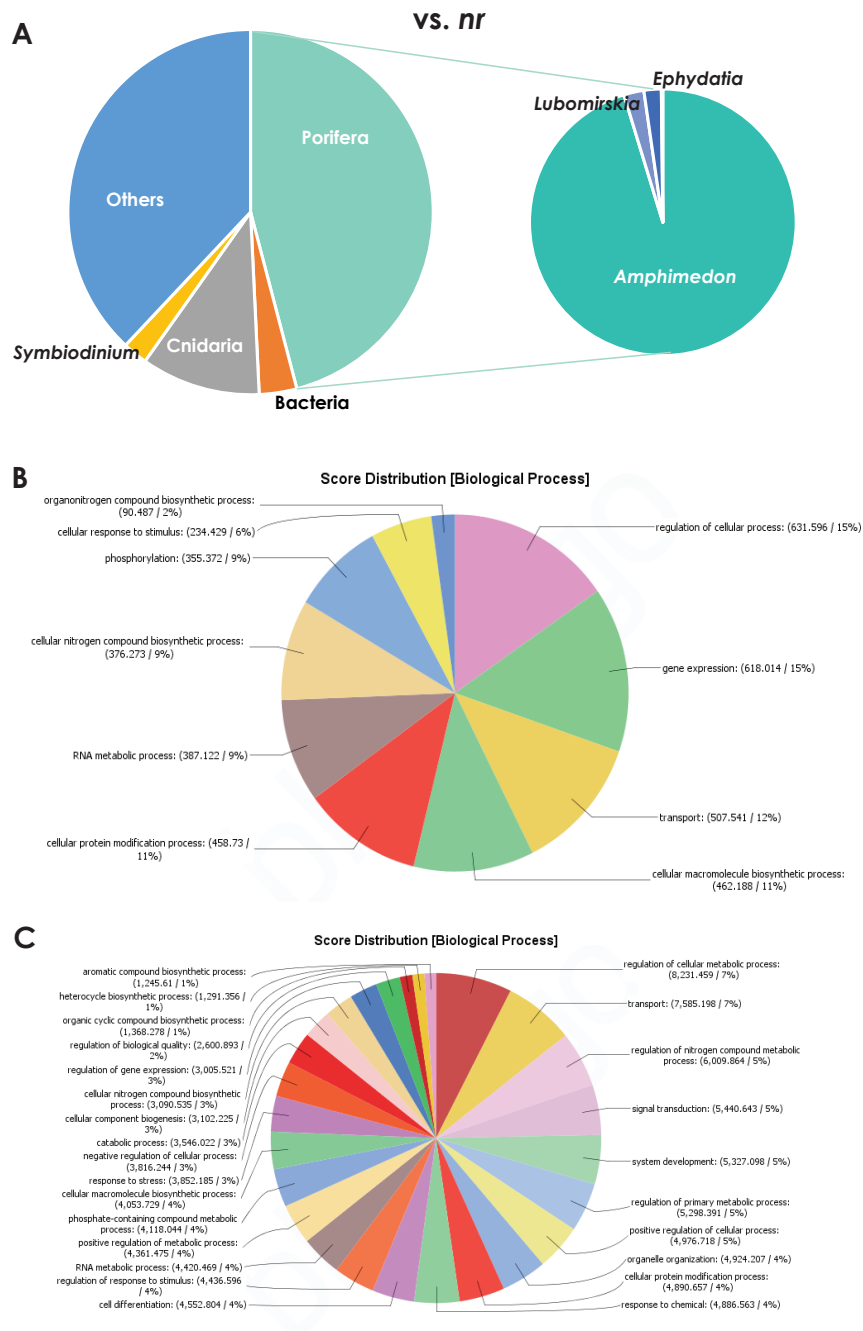 vs. nr
A
Porifera
Others
Cnidaria
Symbiodinium
Bacteria
Ephydatia
Lubomirskia
Amphimedon
B
Score Distribution [Biological Process]
organonitrogen compound biosynthetic process:
(90.487 / 2%)
cellular response to stimulus: (234.429 / 6%)
phosphorylation: (355.372 / 9%)
cellular nitrogen compound biosynthetic process:
(376.273 / 9%)
RNA metabolic process: (387.122 / 9%)
cellular protein modification process: (458.73 /
11%)
regulation of cellular process: (631.596 / 15%)
gene expression: (618.014 / 15%)
transport: (507.541 / 12%)
cellular macromolecule biosynthetic process:
(462.188 / 11%)
C
Score Distribution [Biological Process]
aromatic compound biosynthetic process:
(1,245.61 / 1%)
heterocycle biosynthetic process: (1,291.356 /
1%)
organic cyclic compound biosynthetic process:
(1,368.278 / 1%)
regulation of biological quality: (2,600.893 /
2%)
regulation of gene expression: (3,005.521 /
3%)
cellular nitrogen compound biosynthetic
process: (3,090.535 / 3%)
cellular component biogenesis: (3,102.225 /
3%)
catabolic process: (3,546.022 / 3%)
negative regulation of cellular process:
(3,816.244 / 3%)
response to stress: (3,852.185 / 3%)
cellular macromolecule biosynthetic process:
(4,053.729 / 4%)
phosphate-containing compound metabolic
process: (4,118.044 / 4%)
positive regulation of metabolic process:
(4,361.475 / 4%)
RNA metabolic process: (4,420.469 / 4%)
regulation of response to stimulus: (4,436.596
/ 4%)
cell differentiation: (4,552.804 / 4%)
regulation of cellular metabolic process:
(8,231.459 / 7%)
transport: (7,585.198 / 7%)
regulation of nitrogen compound metabolic
process: (6,009.864 / 5%)
signal transduction: (5,440.643 / 5%)
system development: (5,327.098 / 5%)
regulation of primary metabolic process:
(5,298.391 / 5%)
positive regulation of cellular process:
(4,976.718 / 5%)
organelle organization: (4,924.207 / 4%)
cellular protein modification process:
(4,890.657 / 4%)
response to chemical: (4,886.563 / 4%)